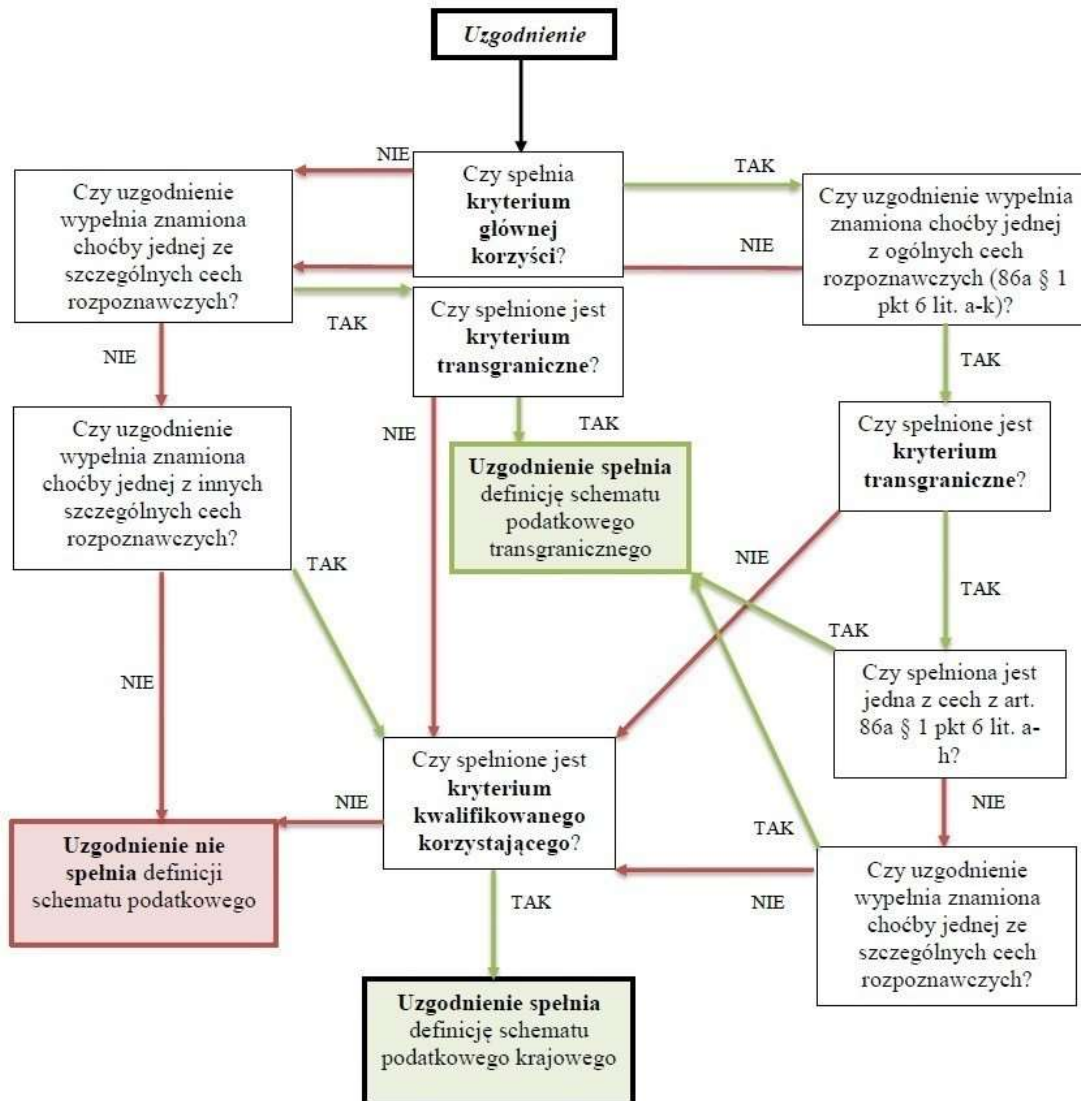 Uzgodnienie
NIE
TAK
Czy spełnia
kryterium
głównej
korzyści?
Czy uzgodnienie
wypełnia znamiona
choćby jednej ze
szczególnych cech
rozpoznawczych?
Czy uzgodnienie wypełnia
znamiona choćby jednej
z ogólnych cech
rozpoznawczych (86a § 1
pkt 6 lit. a-k)?
NIE
TAK
Czy spełnione jest
kryterium
transgraniczne?
NIE
TAK
Czy uzgodnienie
wypełnia znamiona
choćby jednej z innych
szczególnych cech
rozpoznawczych?
NIE
TAK
Czy spełnione jest
kryterium
transgraniczne?
Uzgodnienie spełnia
definicję schematu
podatkowego
transgranicznego
TAK
NIE
TAK
TAK
NIE
Czy spełniona jest
jedna z cech z art.
86a § 1 pkt 6 lit. a-
h?
Czy spełnione jest
kryterium
kwalifikowanego
korzystającego?
NIE
NIE
TAK
Uzgodnienie nie
spełnia definicji
schematu podatkowego
Czy uzgodnienie
wypełnia znamiona
choćby jednej ze
szczególnych cech
rozpoznawczych?
TAK
NIE
Uzgodnienie spełnia
definicję schematu
podatkowego krajowego